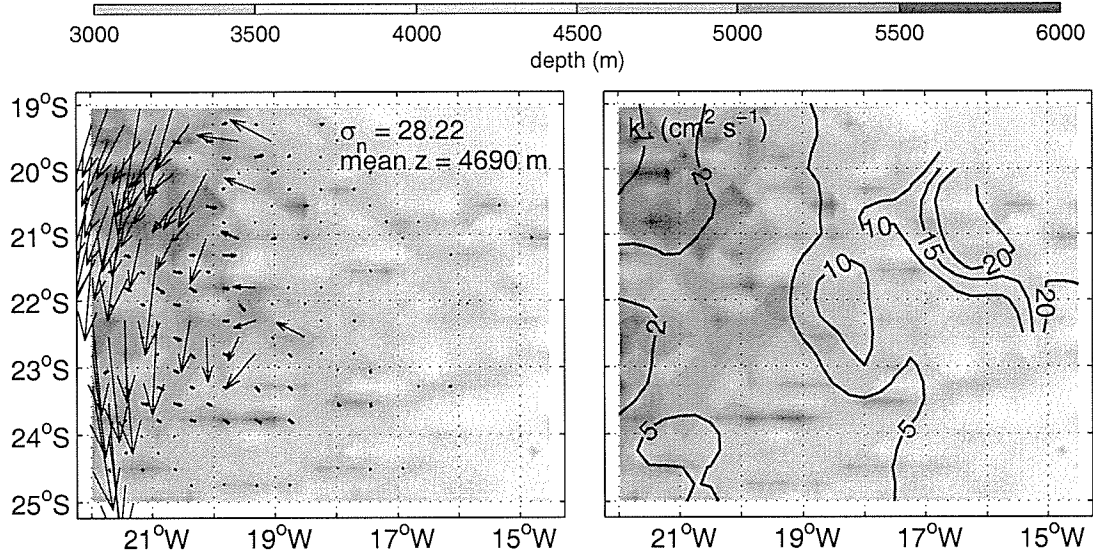 3000 3500 4000 4500 5000 5500 6000
depth (m)
19°S
20°S
21°S
22°S
23°S
24°S
25°S
σn = 28.22
mean z = 4690 m
21°W 19°W 17°W 15°W
(cm² s⁻¹)
2
10
15
20
10
20
2
5
5
21°W 19°W 17°W 15°W